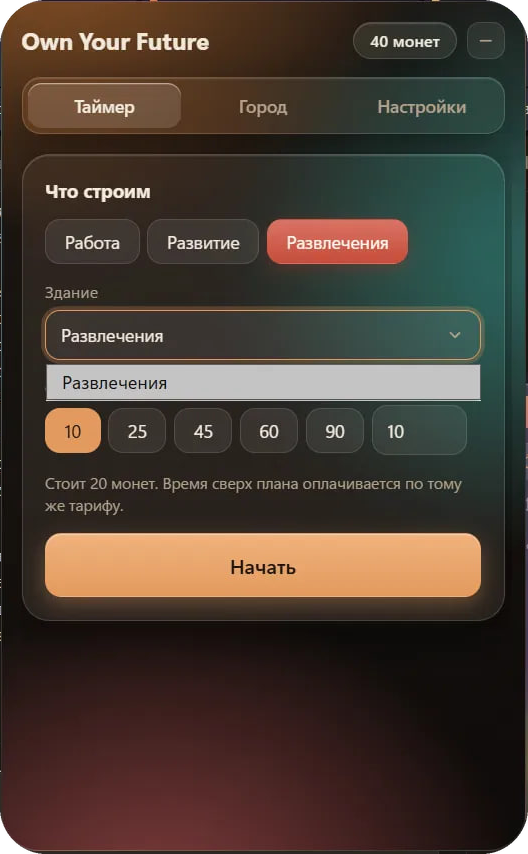 Own Your Future
40 монет
Таймер
Город
Настройки
Что строим
Работа
Развитие
Развлечения
Здание
Развлечения
Развлечения
10
25
45
60
90
10
Стоит 20 монет. Время сверх плана оплачивается по тому
же тарифу.
Начать